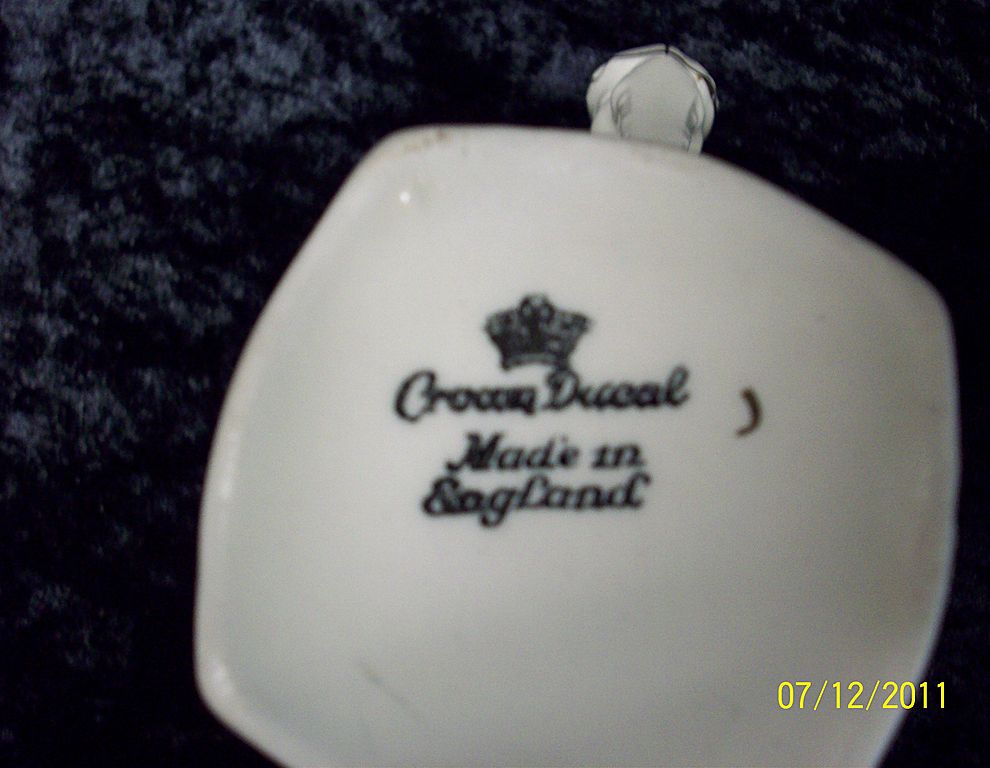 Crown Ducal
Made in
England
07/12/2011